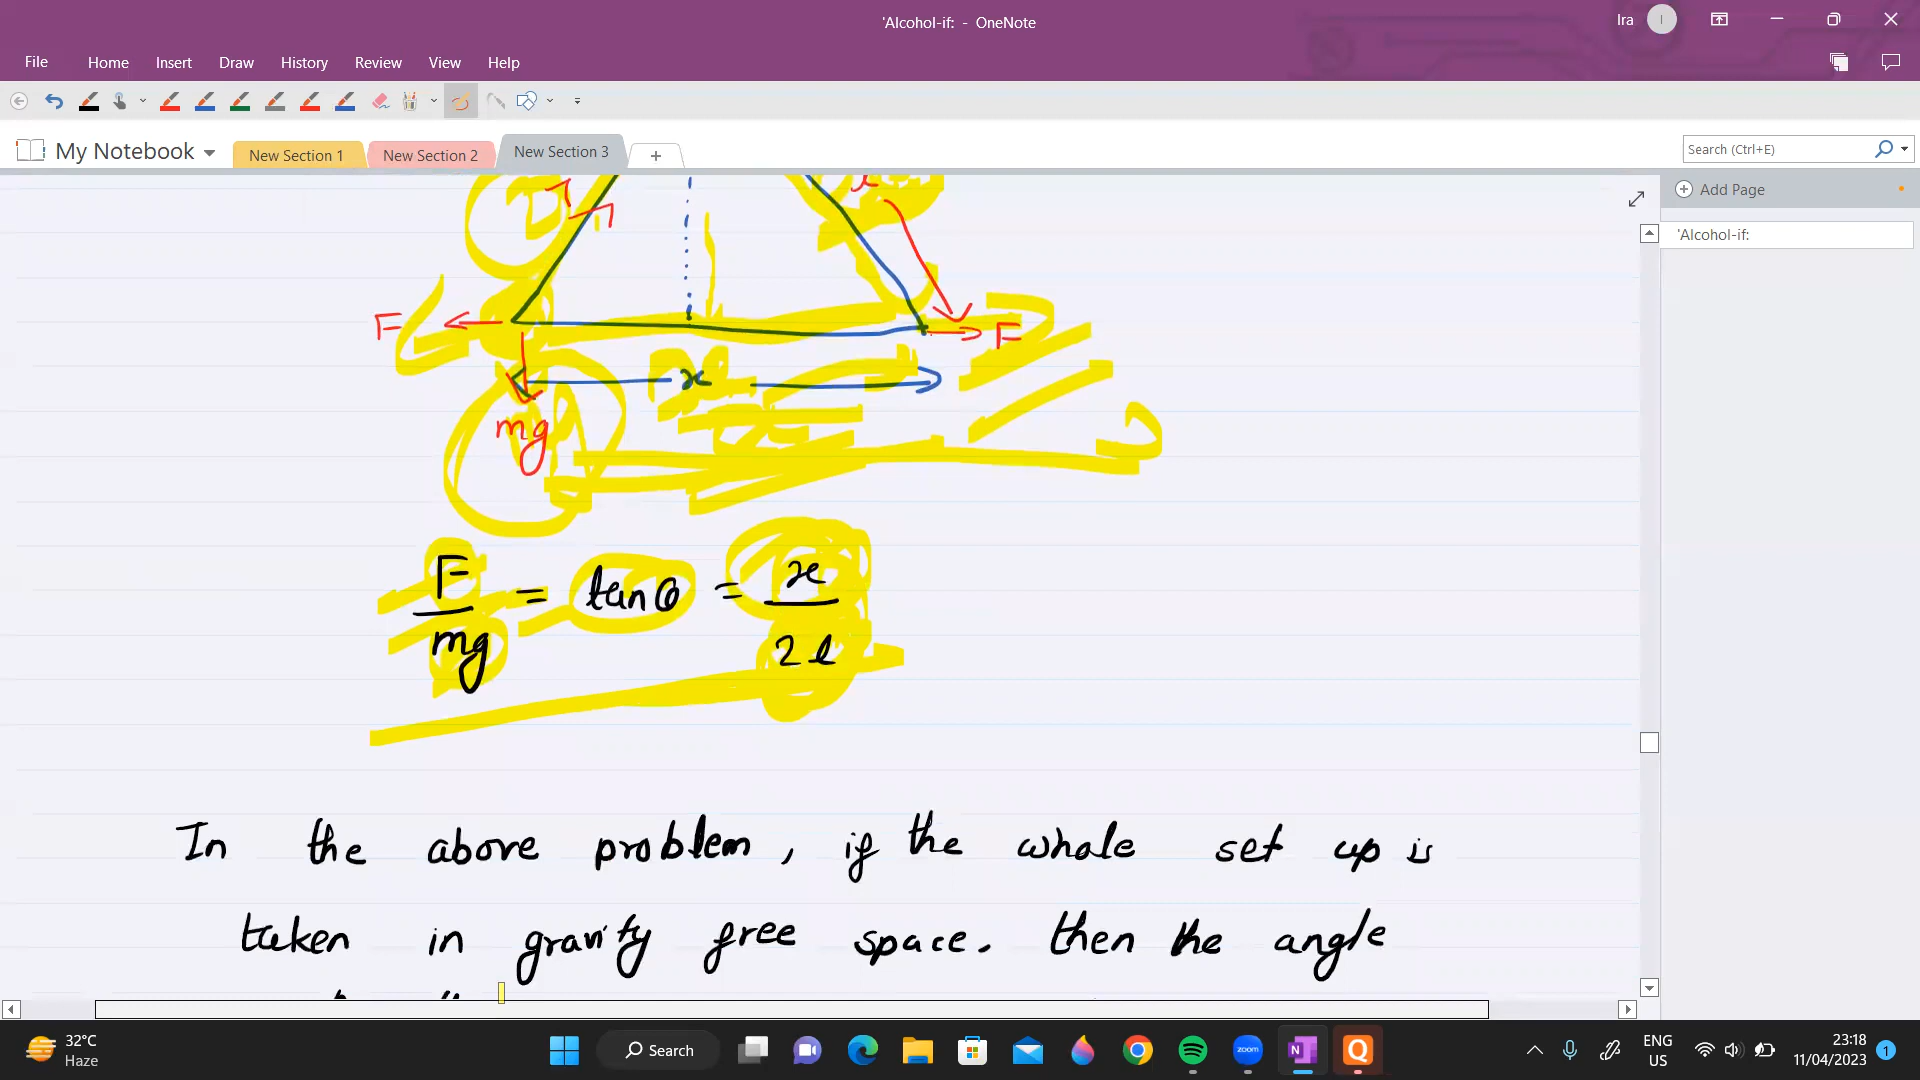 'Alcohol-if: - OneNote
Ira
I
File Home Insert Draw History Review View Help
My Notebook
New Section 1
New Section 2
New Section 3
Search (Ctrl+E)
Add Page
'Alcohol-if:
F
F
x
mg
F/mg = tanθ = x/2l
In the above problem, if the whole set up is
taken in gravity free space. then the angle
32°C
Haze
Search
zoom
N
Q
ENG
US
23:18
11/04/2023
1